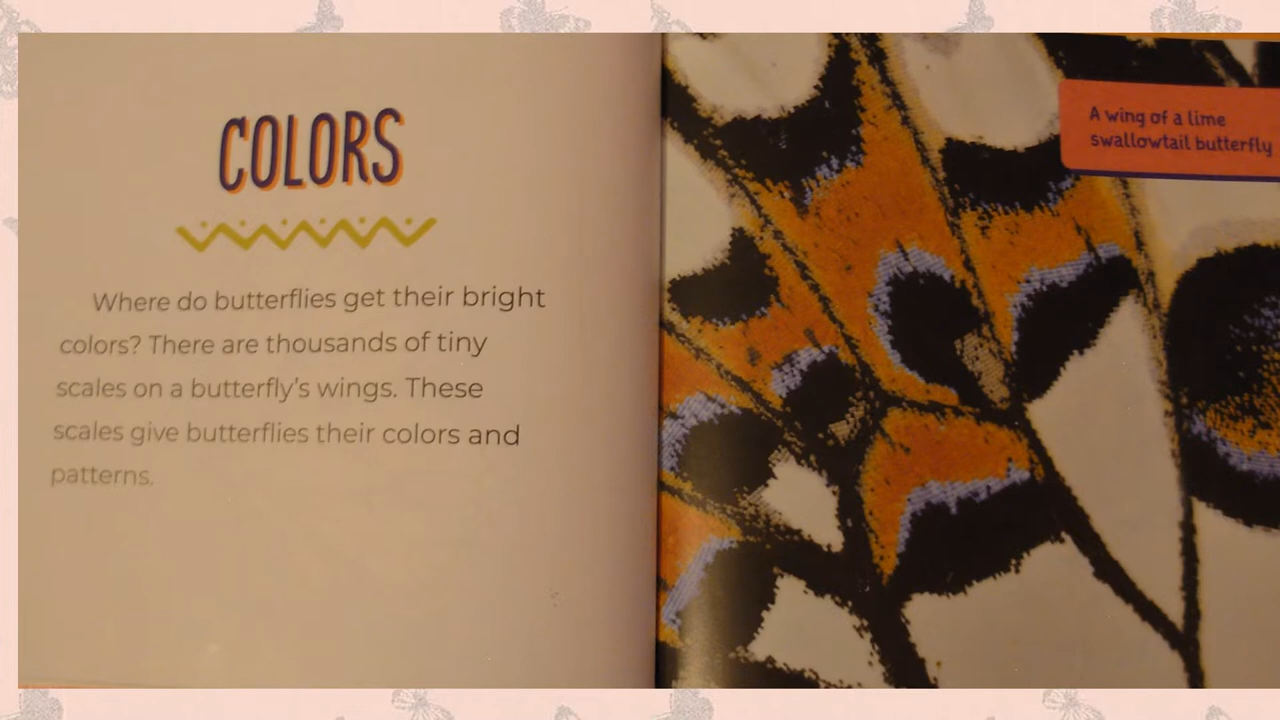 COLORS
Where do butterflies get their bright
colors? There are thousands of tiny
scales on a butterfly's wings. These
scales give butterflies their colors and
patterns.
A wing of a lime
swallowtail butterfly